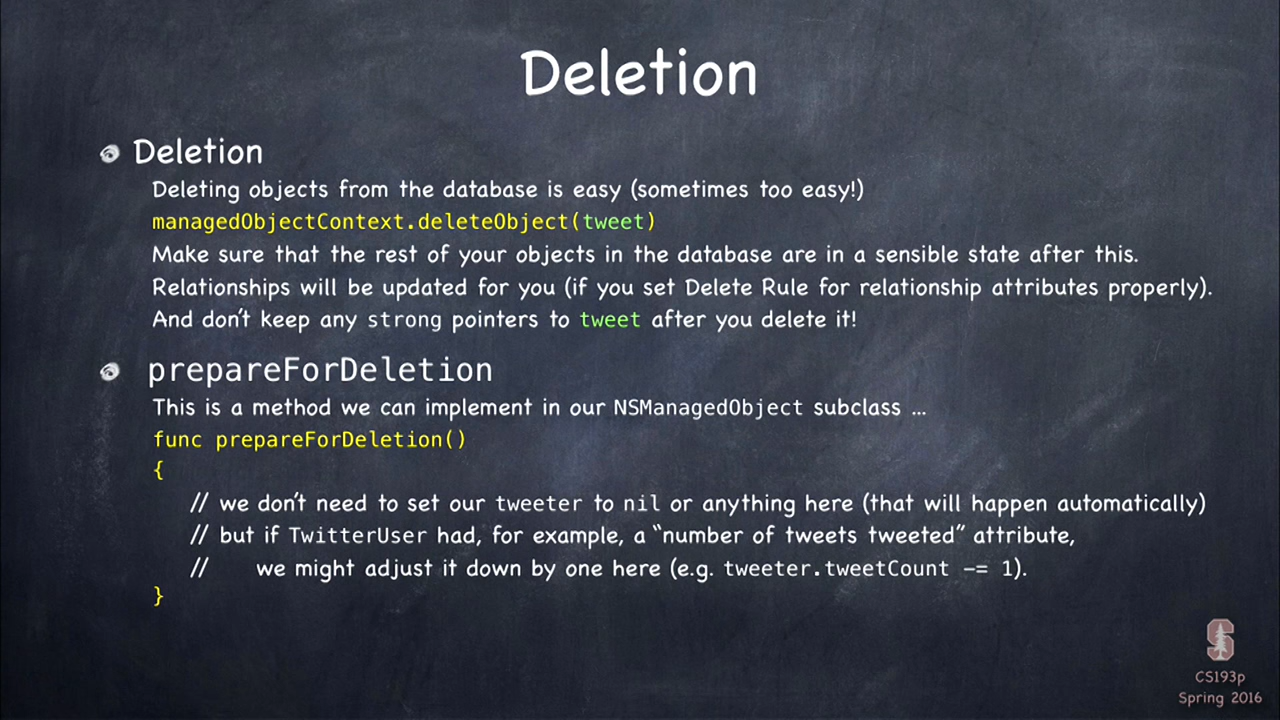 Deletion
Deletion
Deleting objects from the database is easy (sometimes too easy!)
managedObjectContext.deleteObject(tweet)
Make sure that the rest of your objects in the database are in a sensible state after this.
Relationships will be updated for you (if you set Delete Rule for relationship attributes properly).
And don't keep any strong pointers to tweet after you delete it!
prepareForDeletion
This is a method we can implement in our NSManagedObject subclass ...
func prepareForDeletion()
{
// we don't need to set our tweeter to nil or anything here (that will happen automatically)
// but if TwitterUser had, for example, a “number of tweets tweeted” attribute,
// we might adjust it down by one here (e.g. tweeter.tweetCount -= 1).
}
S
CS193p
Spring 2016